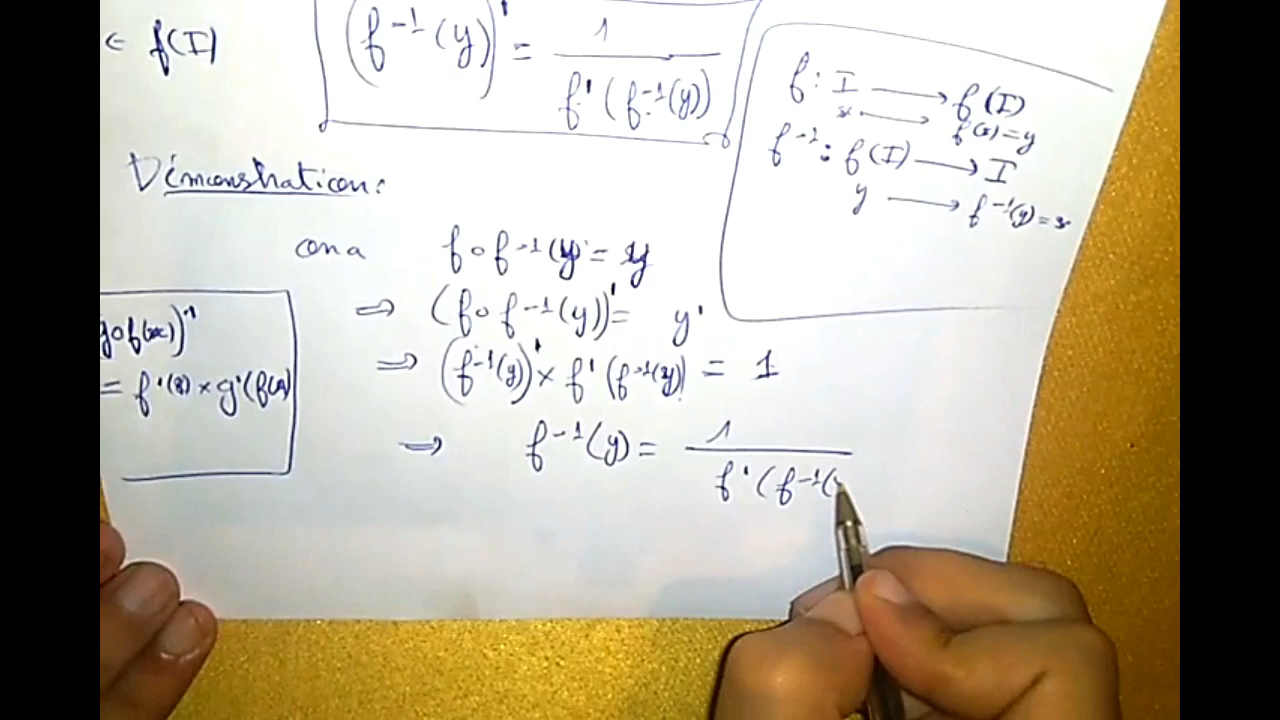 ∈ f(I)
(f⁻¹(y))' = 1 / f'(f⁻¹(y))
f : I ⟶ f(I)
x ⟶ f(x) = y
f⁻¹ : f(I) ⟶ I
y ⟶ f⁻¹(y) = x
Démonstration :
on a f∘f⁻¹(y) = y
⇒ (f∘f⁻¹(y))' = y'
⇒ (f⁻¹(y))' × f'(f⁻¹(y)) = 1
⇒ f⁻¹(y) = 1 / f'(f⁻¹(
g∘f(x))'
= f'(x) × g'(f(x)